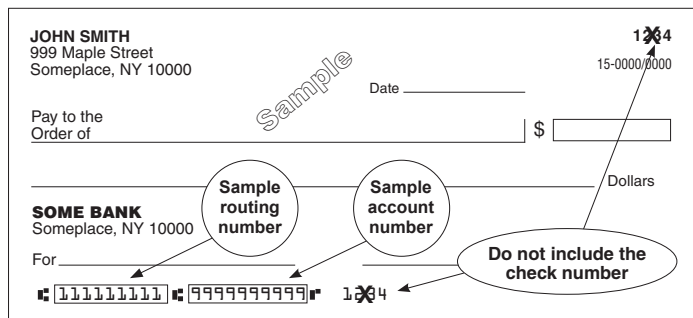 JOHN SMITH
999 Maple Street
Someplace, NY 10000
1234
15-0000/0000
Sample
Date
Pay to the
Order of
$
Dollars
Sample
routing
number
Sample
account
number
SOME BANK
Someplace, NY 10000
For
Do not include the
check number
⑆ 111111111 ⑆ 9999999999 ⑈ 1234